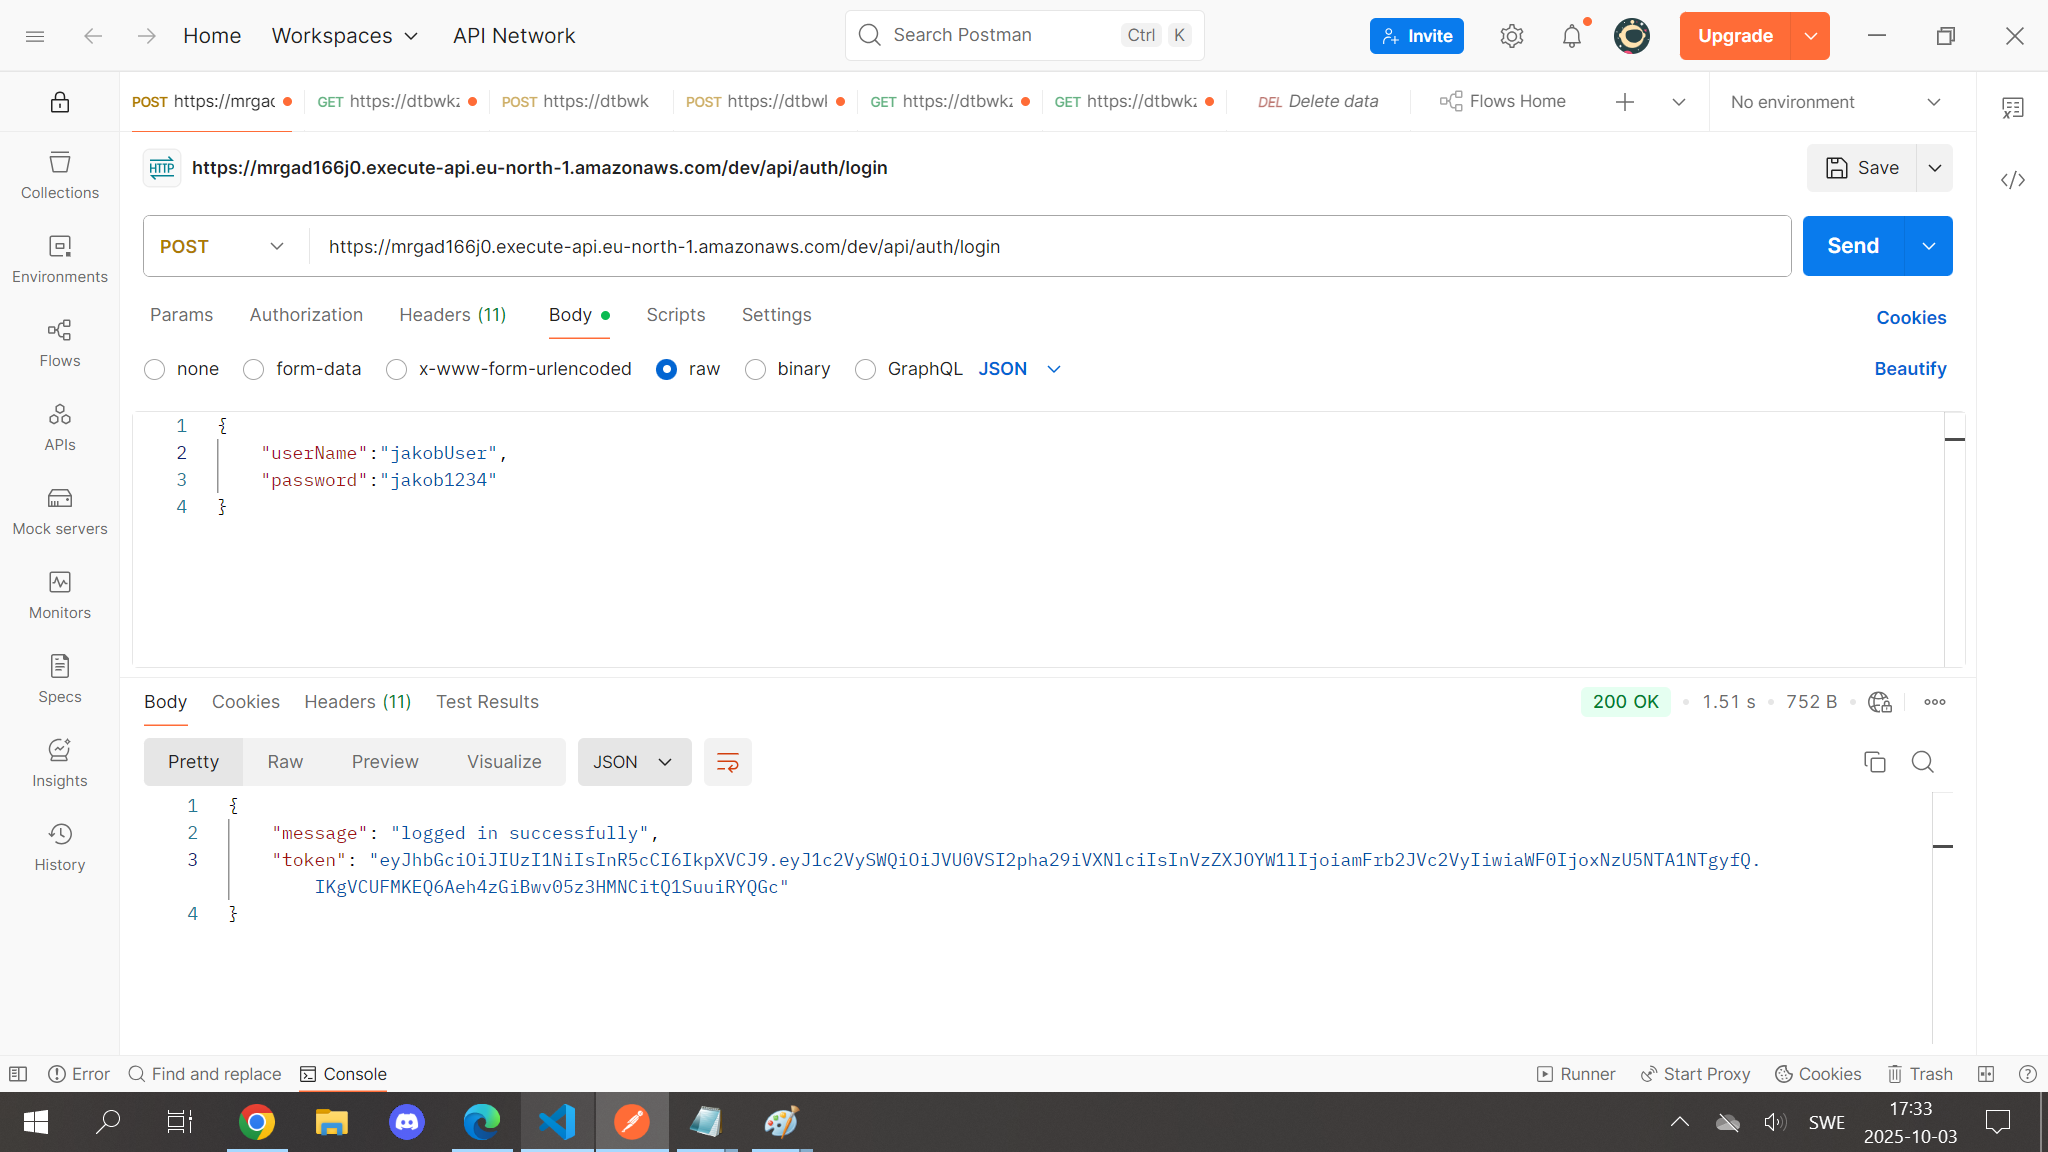 Home Workspaces API Network Search Postman Ctrl K Invite Upgrade
POST https://mrgac GET https://dtbwkz POST https://dtbwk POST https://dtbwl GET https://dtbwkz GET https://dtbwkz DEL Delete data Flows Home No environment
HTTP https://mrgad166j0.execute-api.eu-north-1.amazonaws.com/dev/api/auth/login Save
POST https://mrgad166j0.execute-api.eu-north-1.amazonaws.com/dev/api/auth/login Send
Params Authorization Headers (11) Body Scripts Settings Cookies
none form-data x-www-form-urlencoded raw binary GraphQL JSON Beautify
1 {
2 "userName":"jakobUser",
3 "password":"jakob1234"
4 }
Collections
Environments
Flows
APIs
Mock servers
Monitors
Specs
Insights
History
Body Cookies Headers (11) Test Results 200 OK 1.51 s 752 B
Pretty Raw Preview Visualize JSON
1 {
2 "message": "logged in successfully",
3 "token": "eyJhbGciOiJIUzI1NiIsInR5cCI6IkpXVCJ9.eyJ1c2VySWQiOiJVU0VSI2pha29iVXNlciIsInVzZXJOYW1lIjoiamFrb2JVc2VyIiwiaWF0IjoxNzU5NTA1NTgyfQ.
IKgVCUFMKEQ6Aeh4zGiBwv05z3HMNCitQ1SuuiRYQGc"
4 }
Error Find and replace Console Runner Start Proxy Cookies Trash
SWE 17:33
2025-10-03